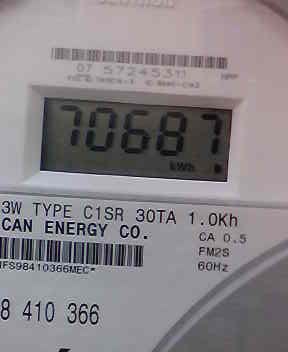 07 57245311
70687
kWh
3W TYPE C1SR 30TA 1.0Kh
CAN ENERGY CO.
CA 0.5
FM2S
60Hz
IFS98410366MEC*
8 410 366